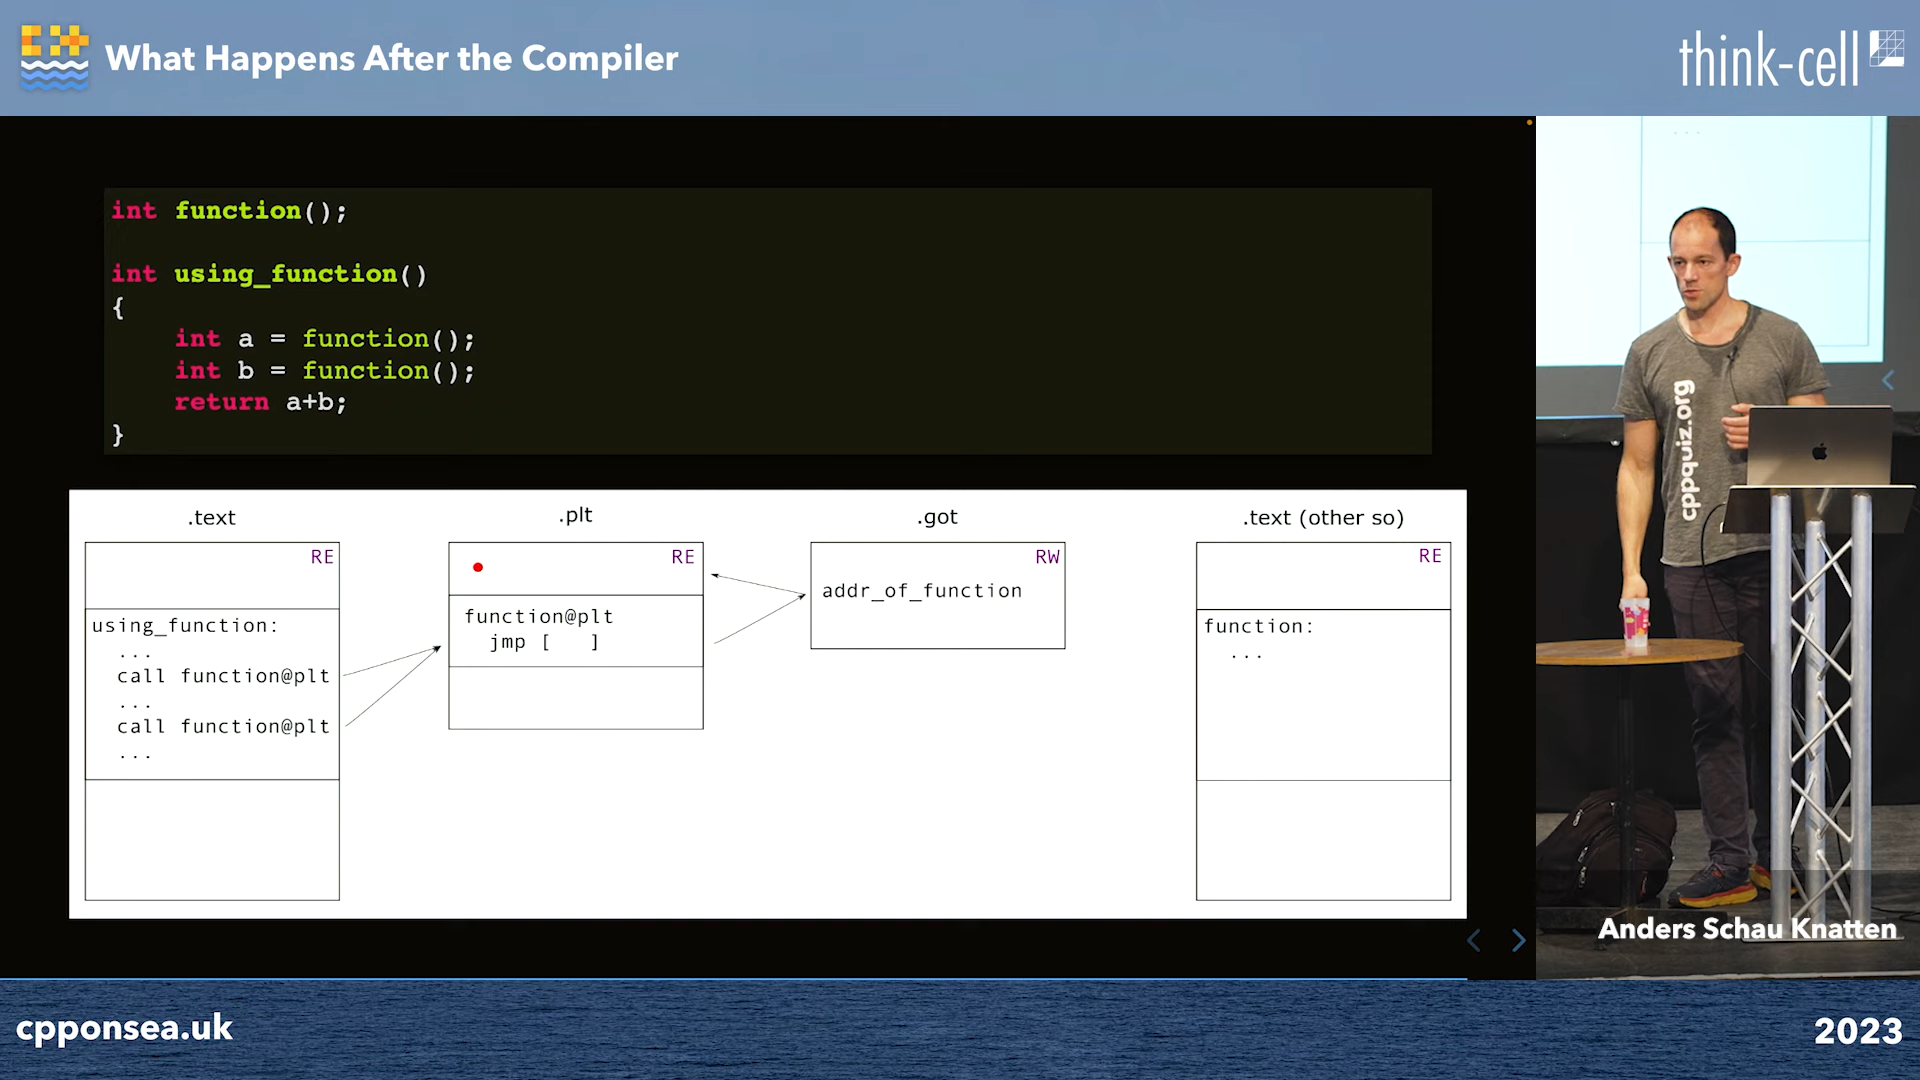 What Happens After the Compiler
think-cell
int function();
int using_function()
{
int a = function();
int b = function();
return a+b;
}
.text
RE
using_function:
...
call function@plt
...
call function@plt
...
.plt
RE
function@plt
jmp [ ]
.got
RW
addr_of_function
.text (other so)
RE
function:
...
cppquiz.org
Anders Schau Knatten
cpponsea.uk
2023